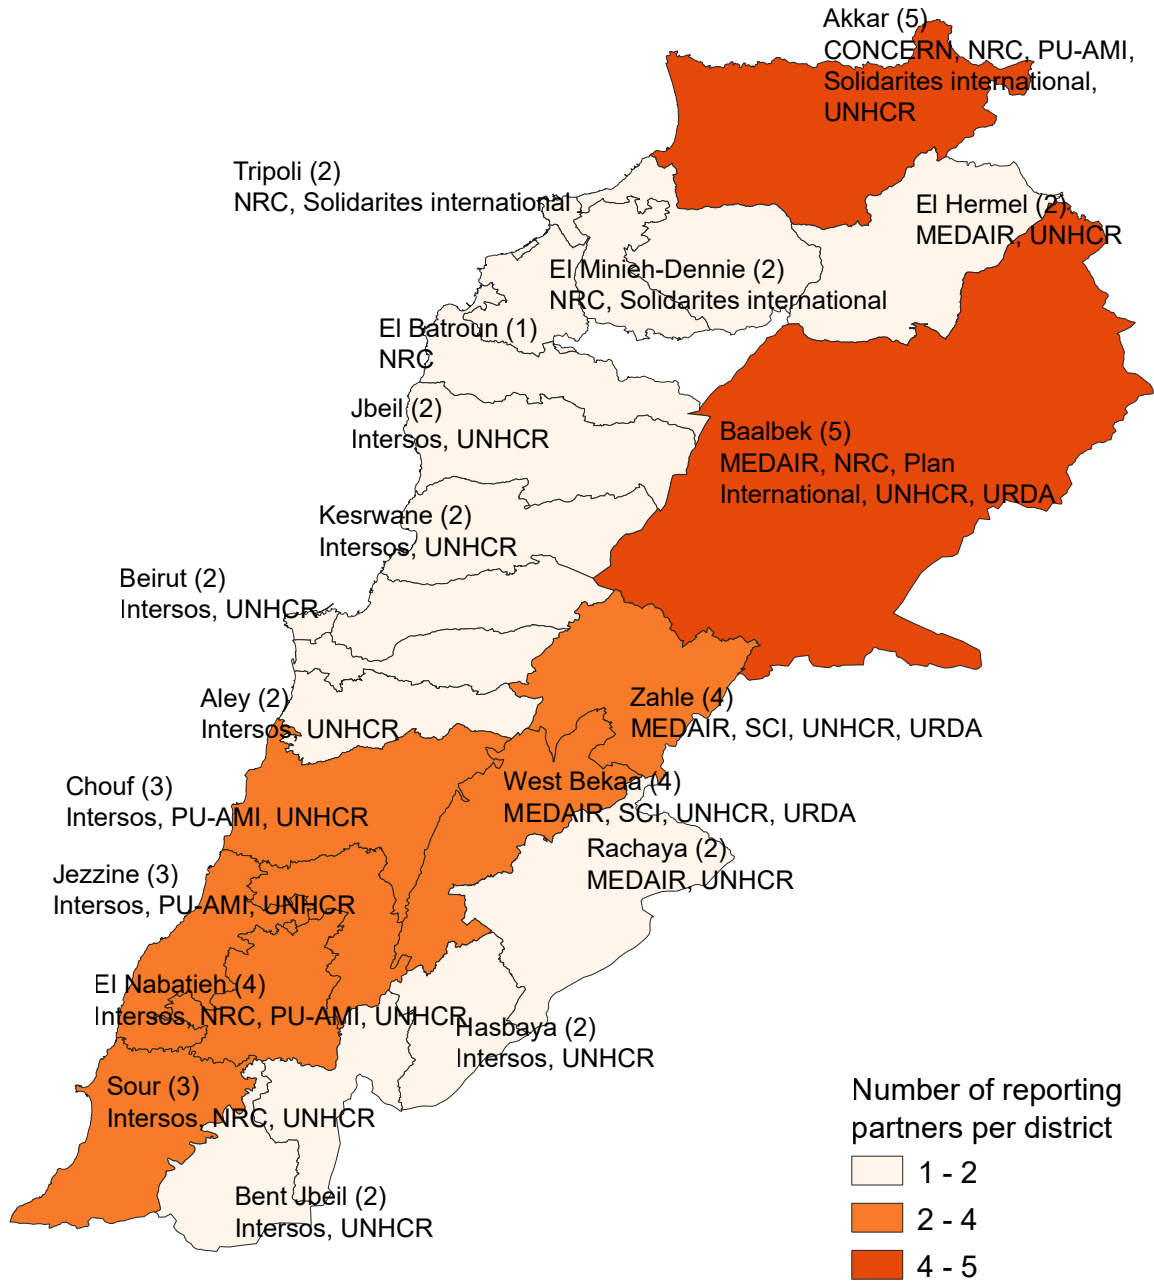 Akkar (5)
CONCERN, NRC, PU-AMI,
Solidarites international,
UNHCR
Tripoli (2)
NRC, Solidarites international
El Hermel (2)
MEDAIR, UNHCR
El Minieh-Dennie (2)
NRC, Solidarites international
El Batroun (1)
NRC
Jbeil (2)
Intersos, UNHCR
Baalbek (5)
MEDAIR, NRC, Plan
International, UNHCR, URDA
Kesrwane (2)
Intersos, UNHCR
Beirut (2)
Intersos, UNHCR
Aley (2)
Intersos, UNHCR
Zahle (4)
MEDAIR, SCI, UNHCR, URDA
Chouf (3)
Intersos, PU-AMI, UNHCR
West Bekaa (4)
MEDAIR, SCI, UNHCR, URDA
Rachaya (2)
MEDAIR, UNHCR
Jezzine (3)
Intersos, PU-AMI, UNHCR
El Nabatieh (4)
Intersos, NRC, PU-AMI, UNHCR
Hasbaya (2)
Intersos, UNHCR
Sour (3)
Intersos, NRC, UNHCR
Bent Jbeil (2)
Intersos, UNHCR
Number of reporting
partners per district
1 - 2
2 - 4
4 - 5